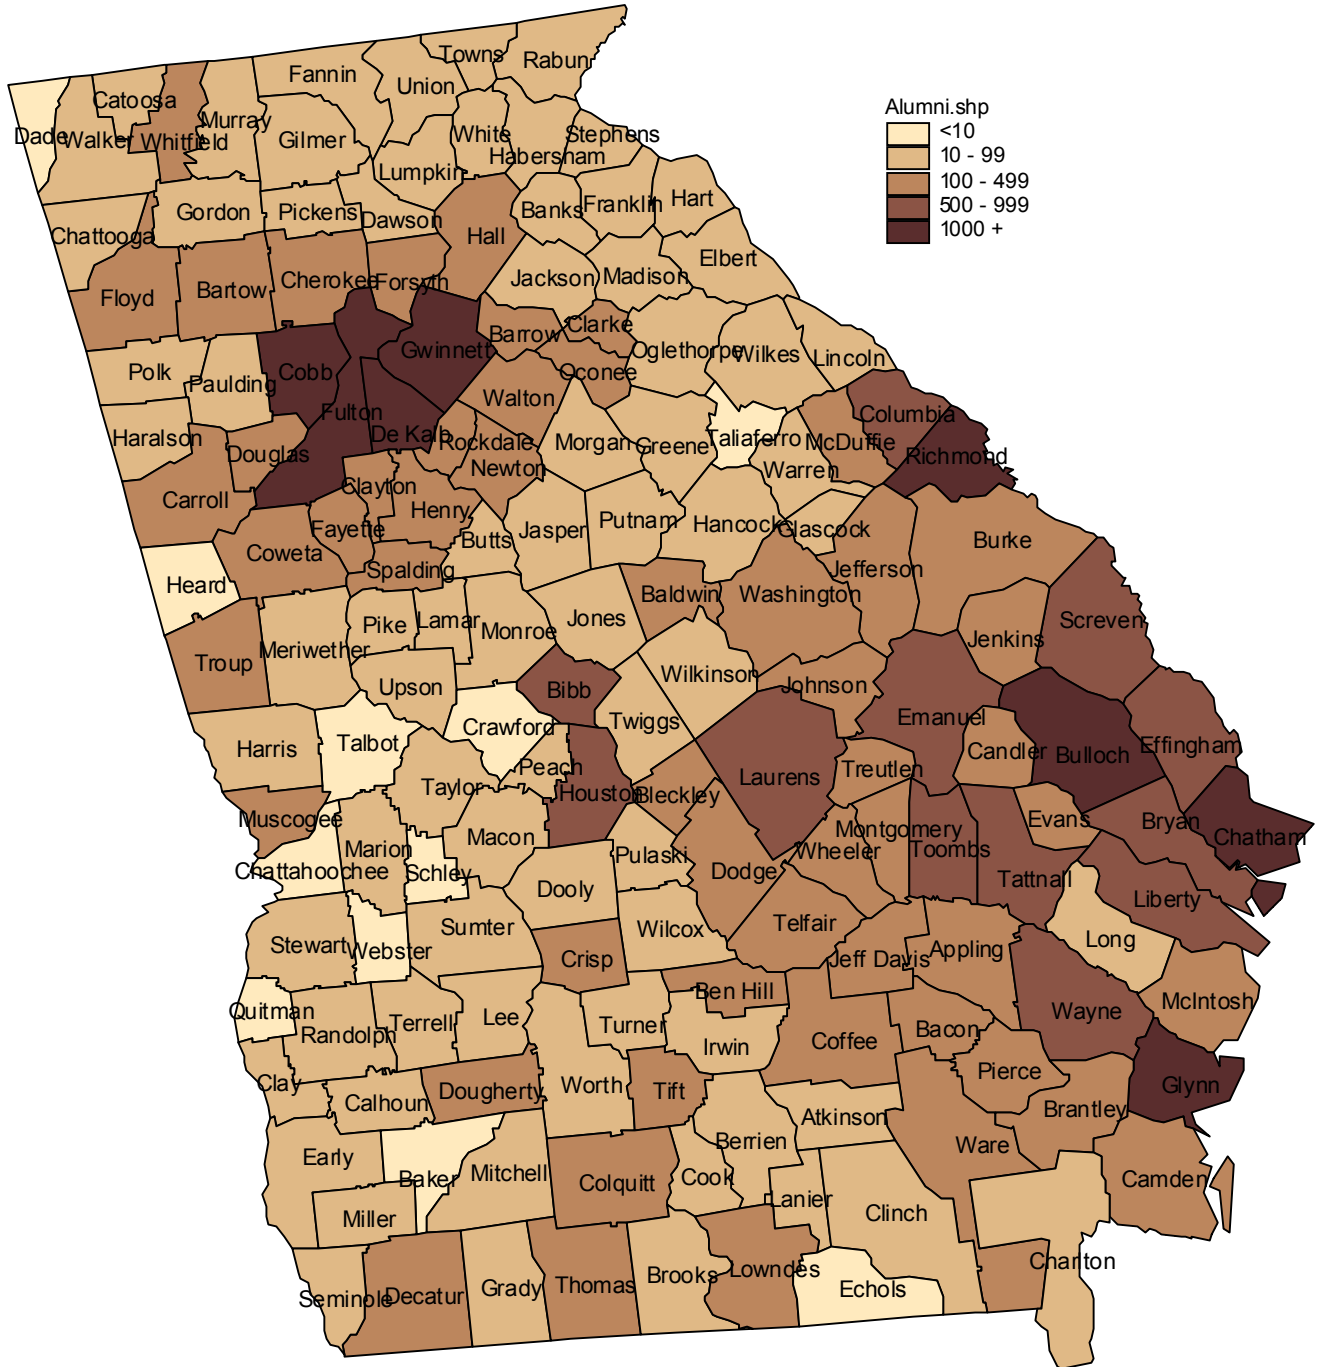 Towns
Rabun
Fannin
Union
Catoosa
Alumni.shp
<10
10 - 99
100 - 499
500 - 999
1000 +
Murray
Dade
Walker
Whitfield
Gilmer
White
Stephens
Habersham
Lumpkin
Gordon
Pickens
Dawson
Banks
Franklin
Hart
Chattooga
Hall
Elbert
Floyd
Bartow
Cherokee
Forsyth
Jackson
Madison
Barrow
Clarke
Gwinnett
Oglethorpe
Wilkes
Lincoln
Polk
Paulding
Cobb
Oconee
Walton
Fulton
Columbia
Haralson
Douglas
De Kalb
Rockdale
Newton
Morgan
Greene
Taliaferro
McDuffie
Richmond
Warren
Carroll
Clayton
Henry
Fayette
Coweta
Butts
Jasper
Putnam
Hancock
Glascock
Burke
Heard
Spalding
Baldwin
Washington
Jefferson
Pike
Lamar
Monroe
Jones
Jenkins
Screven
Troup
Meriwether
Upson
Bibb
Wilkinson
Johnson
Harris
Talbot
Crawford
Twiggs
Emanuel
Candler
Bulloch
Effingham
Peach
Taylor
Houston
Bleckley
Laurens
Treutlen
Muscogee
Marion
Macon
Pulaski
Montgomery
Wheeler
Toombs
Evans
Bryan
Chatham
Chattahoochee
Schley
Dooly
Dodge
Tattnall
Liberty
Stewart
Webster
Sumter
Crisp
Wilcox
Telfair
Jeff Davis
Appling
Long
Quitman
Randolph
Terrell
Lee
Turner
Ben Hill
Irwin
Coffee
Bacon
Wayne
McIntosh
Clay
Calhoun
Dougherty
Worth
Tift
Atkinson
Pierce
Brantley
Glynn
Early
Baker
Mitchell
Colquitt
Cook
Berrien
Ware
Camden
Miller
Lanier
Clinch
Seminole
Decatur
Grady
Thomas
Brooks
Lowndes
Echols
Charlton